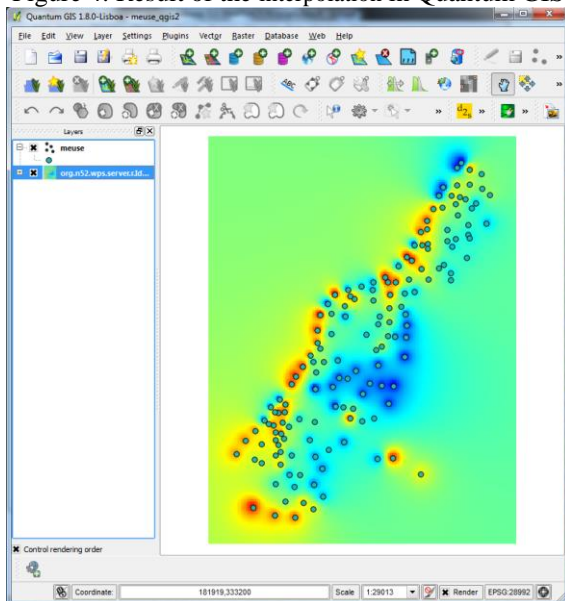 Figure 4: Result of the interpolation in Quantum GIS
Quantum GIS 1.8.0-Lisboa - meuse_qgis2
File Edit View Layer Settings Plugins Vector Raster Database Web Help
Layers
meuse
org.n52.wps.server.r.id...
Control rendering order
Coordinate: 181919,333200 Scale 1:29013 Render EPSG:28992